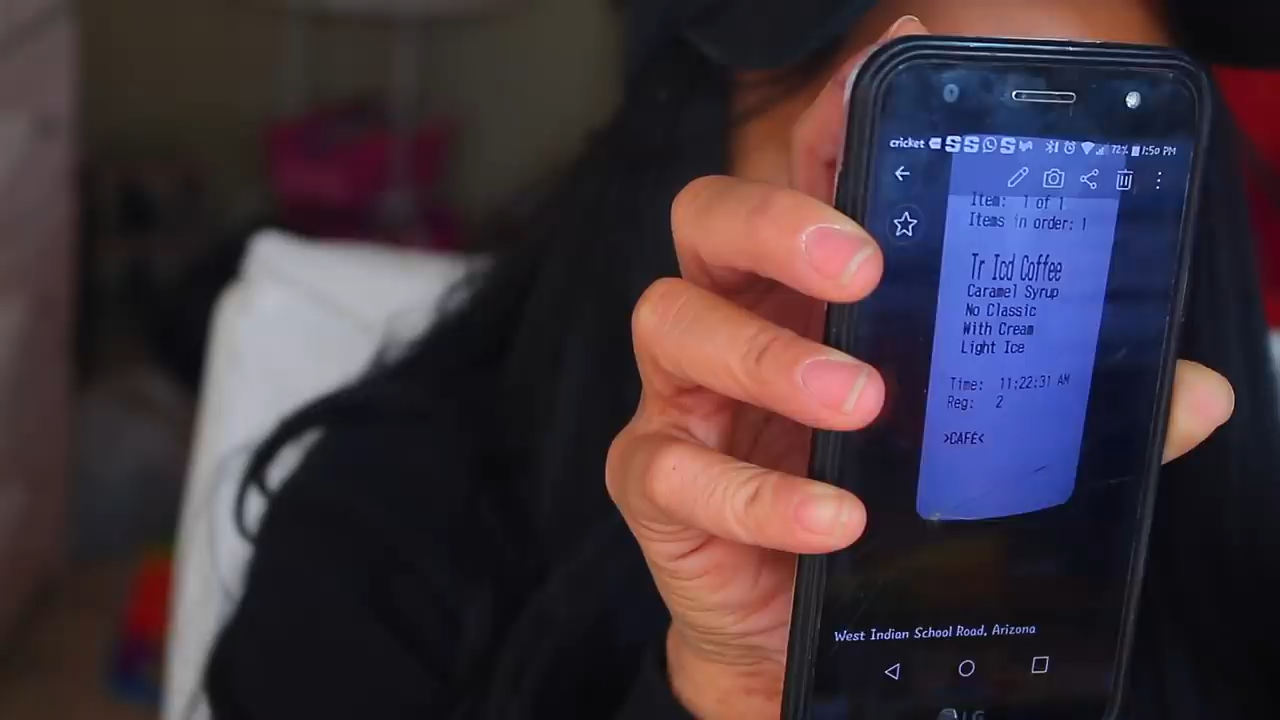 cricket 72% 1:50 PM
Item: 1 of 1
Items in order: 1
Tr Icd Coffee
Caramel Syrup
No Classic
With Cream
Light Ice
Time: 11:22:31 AM
Reg: 2
>CAFE<
West Indian School Road, Arizona
LG